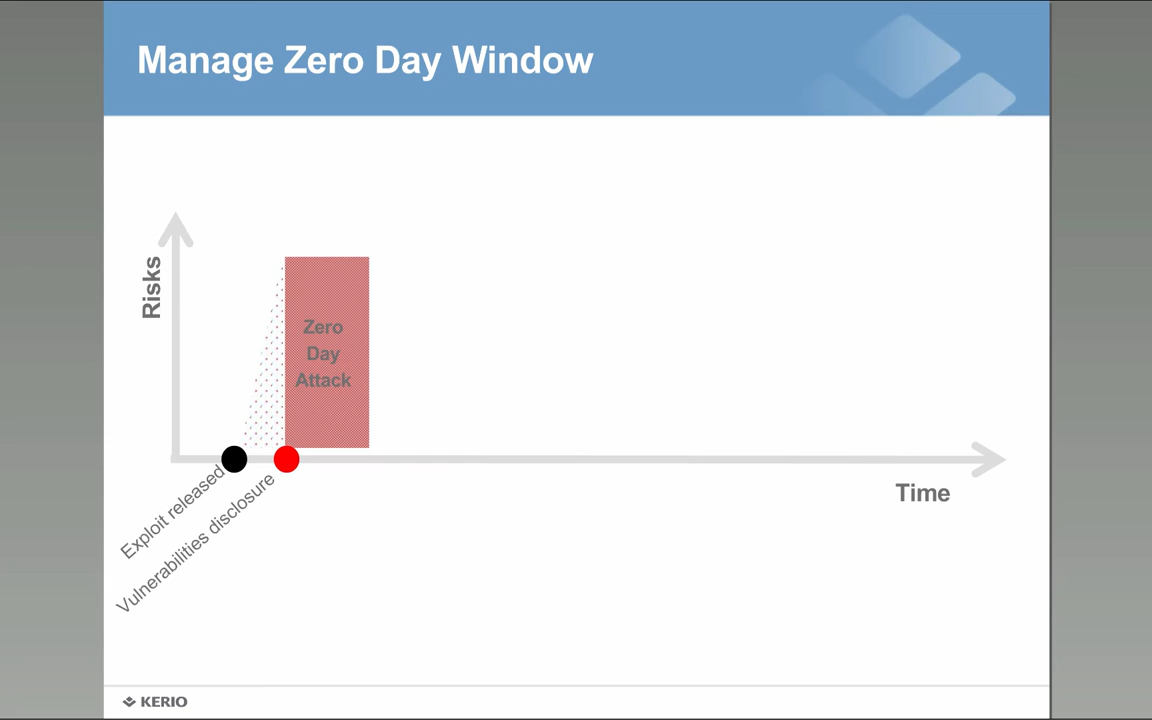 Manage Zero Day Window
Risks
Zero
Day
Attack
Time
Exploit released
Vulnerabilities disclosure
KERIO